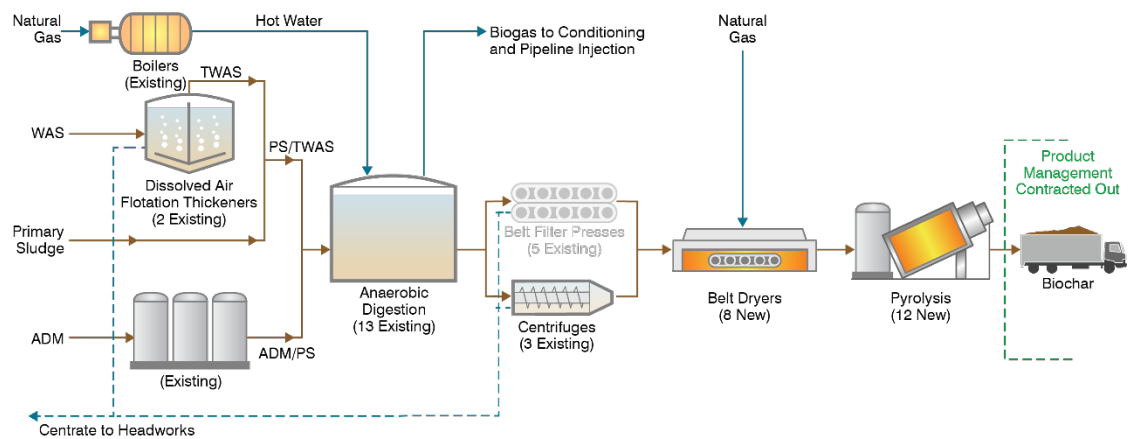 Natural
Gas
Hot Water
Boilers
(Existing)
TWAS
WAS
PS/TWAS
Dissolved Air
Flotation Thickeners
(2 Existing)
Primary
Sludge
ADM
(Existing)
ADM/PS
Biogas to Conditioning
and Pipeline Injection
Anaerobic
Digestion
(13 Existing)
Belt Filter Presses
(5 Existing)
Centrifuges
(3 Existing)
Natural
Gas
Belt Dryers
(8 New)
Pyrolysis
(12 New)
Product
Management
Contracted Out
Biochar
Centrate to Headworks